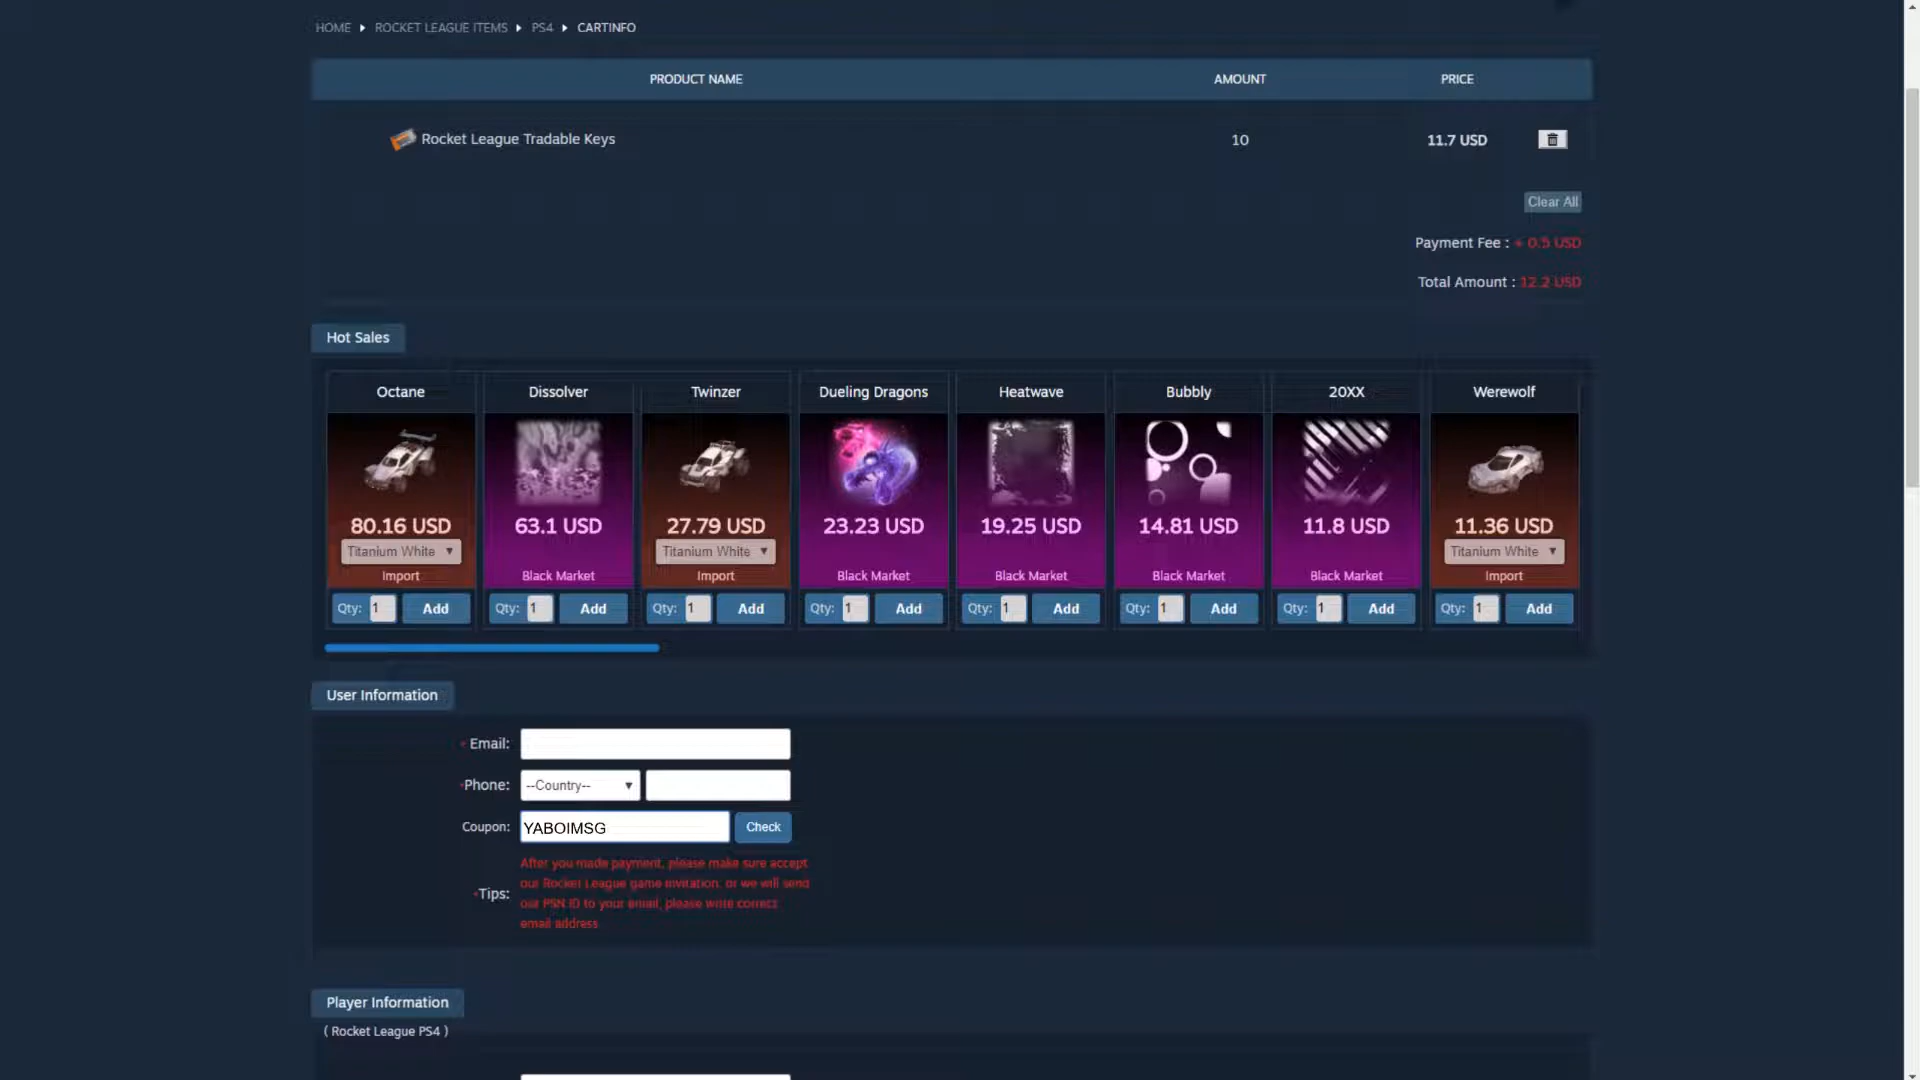 HOME ▸ ROCKET LEAGUE ITEMS ▸ PS4 ▸ CARTINFO
PRODUCT NAME AMOUNT PRICE
Rocket League Tradable Keys 10 11.7 USD
Clear All
Payment Fee : + 0.5 USD
Total Amount : 12.2 USD
Hot Sales
Octane Dissolver Twinzer Dueling Dragons Heatwave Bubbly 20XX Werewolf
80.16 USD 63.1 USD 27.79 USD 23.23 USD 19.25 USD 14.81 USD 11.8 USD 11.36 USD
Titanium White Titanium White Titanium White
Import Black Market Import Black Market Black Market Black Market Black Market Import
Qty: 1 Add Qty: 1 Add Qty: 1 Add Qty: 1 Add Qty: 1 Add Qty: 1 Add Qty: 1 Add Qty: 1 Add
User Information
* Email:
*Phone: --Country--
Coupon: YABOIMSG Check
*Tips: After you made payment, please make sure accept
our Rocket League game invitation, or we will send
our PSN ID to your email, please write correct
email address
Player Information
( Rocket League PS4 )